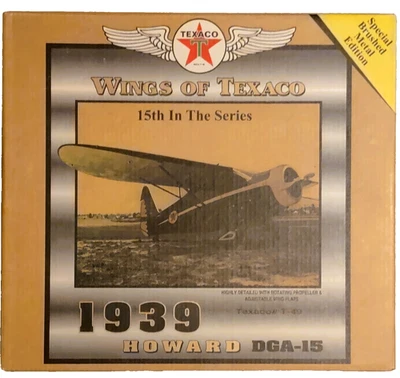 TEXACO
WINGS OF TEXACO
Special
Brushed
Metal
Edition
15th In The Series
HIGHLY DETAILED WITH ROTATING PROPELLER &
ADJUSTABLE WING FLAPS
1939
HOWARD DGA-15